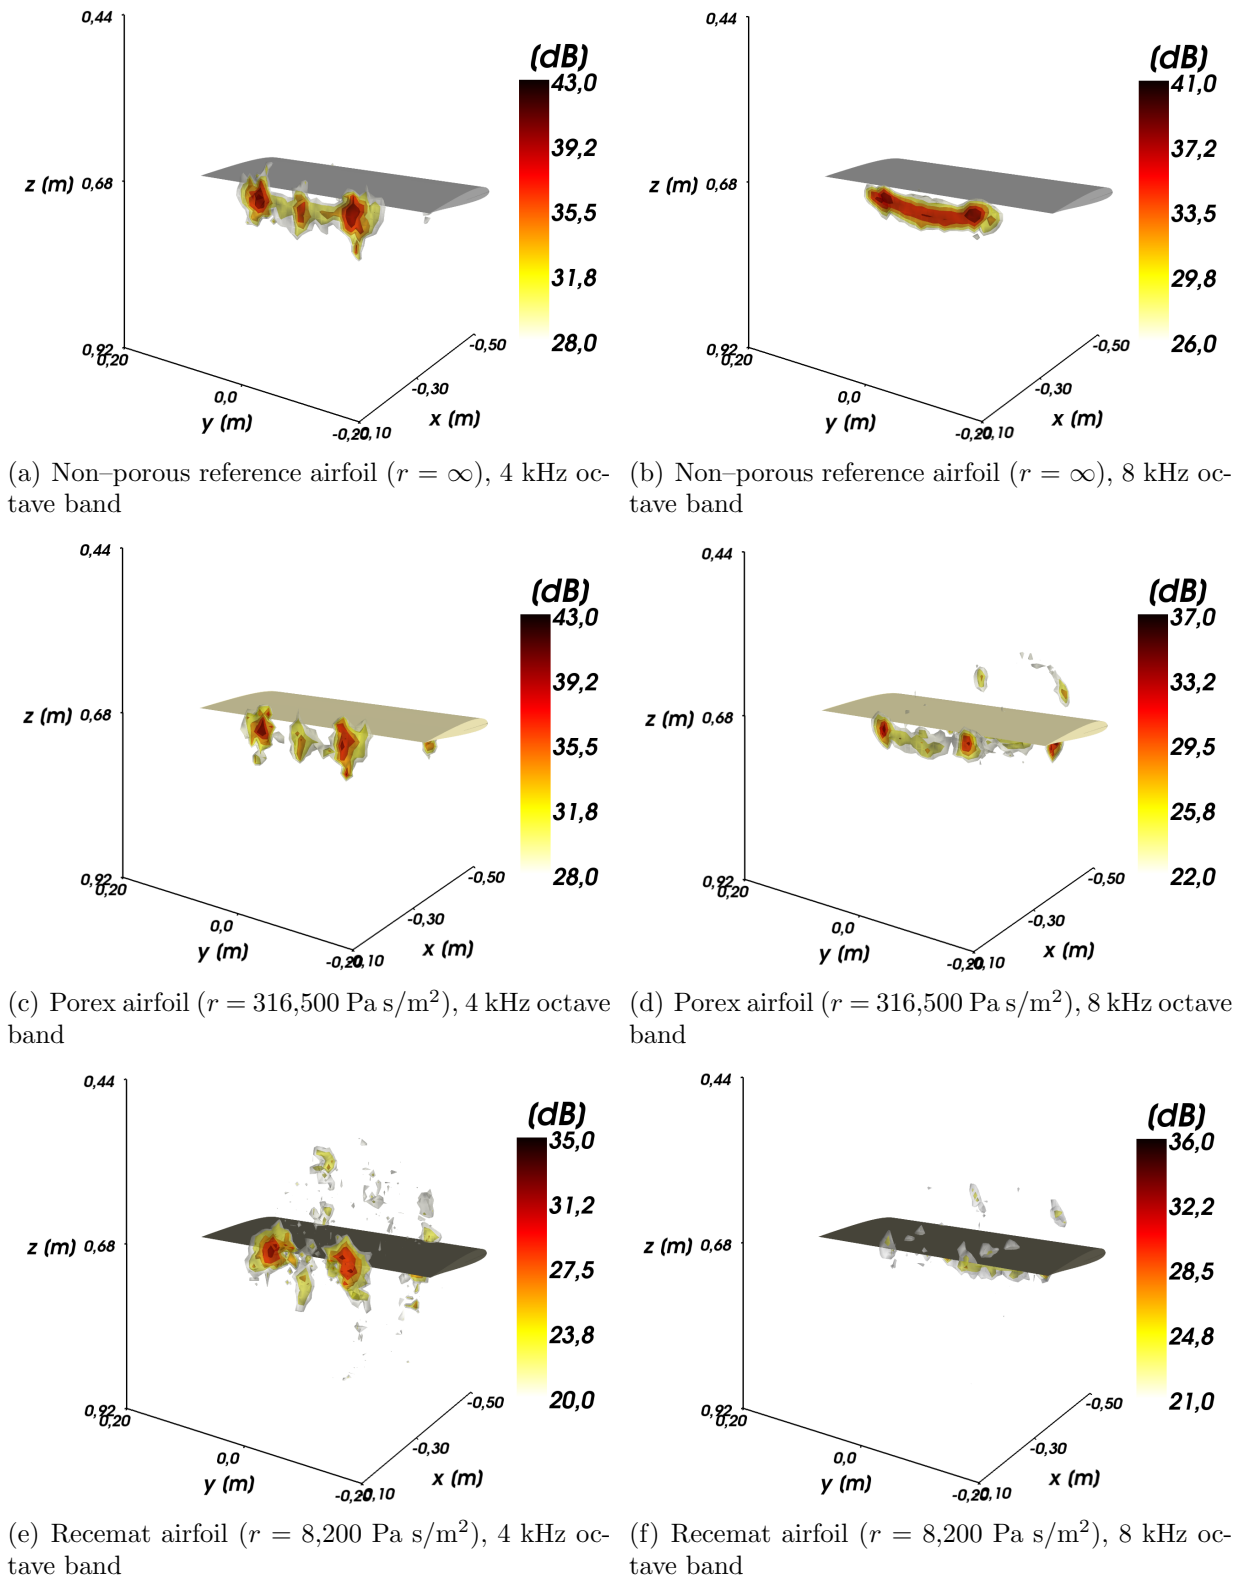 0,44
(dB)
43,0
39,2
z (m) 0,68
35,5
31,8
28,0
0,92
0,20
-0,50
0,0
-0,30
y (m)
x (m)
-0,20
-0,10
0,44
(dB)
41,0
37,2
z (m) 0,68
33,5
29,8
26,0
0,92
0,20
-0,50
0,0
-0,30
y (m)
x (m)
-0,20
-0,10
(a) Non–porous reference airfoil (r = ∞), 4 kHz oc-
tave band
(b) Non–porous reference airfoil (r = ∞), 8 kHz oc-
tave band
0,44
(dB)
43,0
39,2
z (m) 0,68
35,5
31,8
28,0
0,92
0,20
-0,50
0,0
-0,30
y (m)
x (m)
-0,20
-0,10
0,44
(dB)
37,0
33,2
z (m) 0,68
29,5
25,8
22,0
0,92
0,20
-0,50
0,0
-0,30
y (m)
x (m)
-0,20
-0,10
(c) Porex airfoil (r = 316,500 Pa s/m²), 4 kHz octave
band
(d) Porex airfoil (r = 316,500 Pa s/m²), 8 kHz octave
band
0,44
(dB)
35,0
31,2
z (m) 0,68
27,5
23,8
20,0
0,92
0,20
-0,50
0,0
-0,30
y (m)
x (m)
-0,20
-0,10
0,44
(dB)
36,0
32,2
z (m) 0,68
28,5
24,8
21,0
0,92
0,20
-0,50
0,0
-0,30
y (m)
x (m)
-0,20
-0,10
(e) Recemat airfoil (r = 8,200 Pa s/m²), 4 kHz oc-
tave band
(f) Recemat airfoil (r = 8,200 Pa s/m²), 8 kHz oc-
tave band